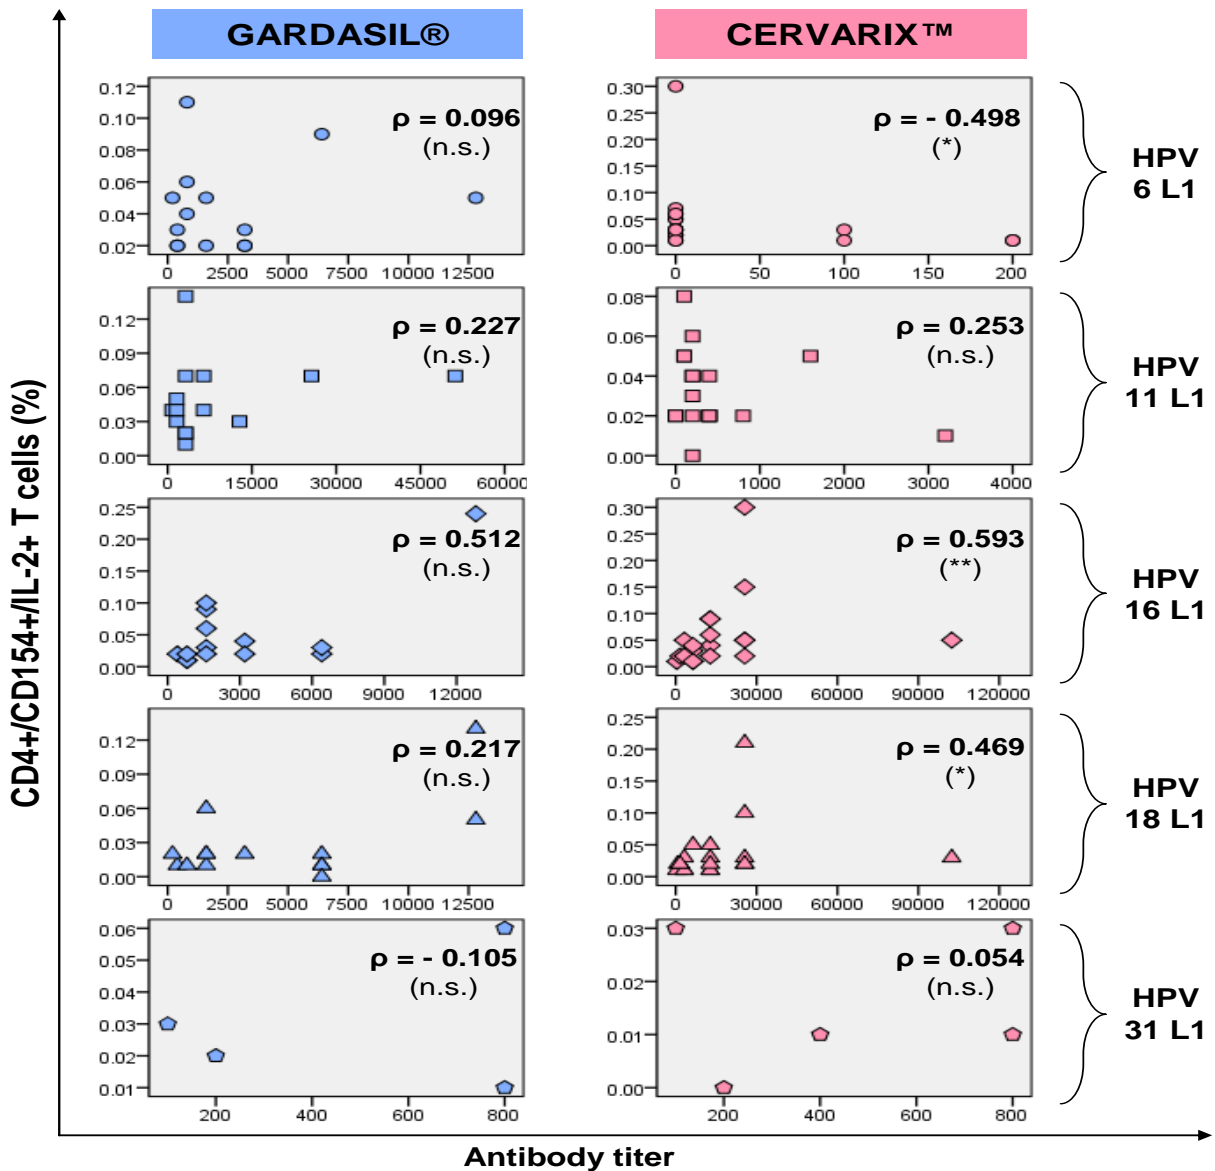 GARDASIL®
CERVARIX™
CD4+/CD154+/IL-2+ T cells (%)
0.12
0.10
0.08
0.06
0.04
0.02
0 2500 5000 7500 10000 12500
ρ = 0.096
(n.s.)
0.30
0.25
0.20
0.15
0.10
0.05
0.00
0 50 100 150 200
ρ = - 0.498
(*)
HPV
6 L1
0.12
0.09
0.06
0.03
0.00
0 15000 30000 45000 60000
ρ = 0.227
(n.s.)
0.08
0.06
0.04
0.02
0.00
0 1000 2000 3000 4000
ρ = 0.253
(n.s.)
HPV
11 L1
0.25
0.20
0.15
0.10
0.05
0.00
0 3000 6000 9000 12000
ρ = 0.512
(n.s.)
0.30
0.25
0.20
0.15
0.10
0.05
0.00
0 30000 60000 90000 120000
ρ = 0.593
(**)
HPV
16 L1
0.12
0.09
0.06
0.03
0.00
0 2500 5000 7500 10000 12500
ρ = 0.217
(n.s.)
0.25
0.20
0.15
0.10
0.05
0.00
0 30000 60000 90000 120000
ρ = 0.469
(*)
HPV
18 L1
0.06
0.05
0.04
0.03
0.02
0.01
200 400 600 800
ρ = - 0.105
(n.s.)
0.03
0.02
0.01
0.00
200 400 600 800
ρ = 0.054
(n.s.)
HPV
31 L1
Antibody titer